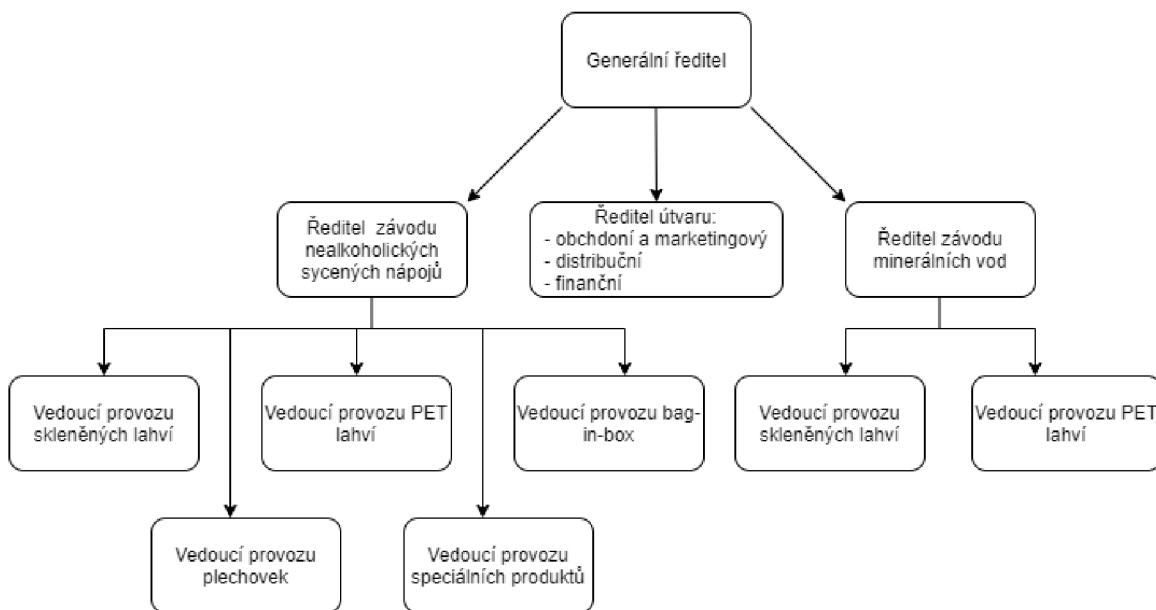 Generální ředitel
Ředitel závodu
nealkoholických
sycených nápojů
Ředitel útvaru:
- obchdoní a marketingový
- distribuční
- finanční
Ředitel závodu
minerálních vod
Vedoucí provozu
skleněných lahví
Vedoucí provozu PET
lahví
Vedoucí provozu bag-
in-box
Vedoucí provozu
skleněných lahví
Vedoucí provozu PET
lahví
Vedoucí provozu
plechovek
Vedoucí provozu
speciálních produktů